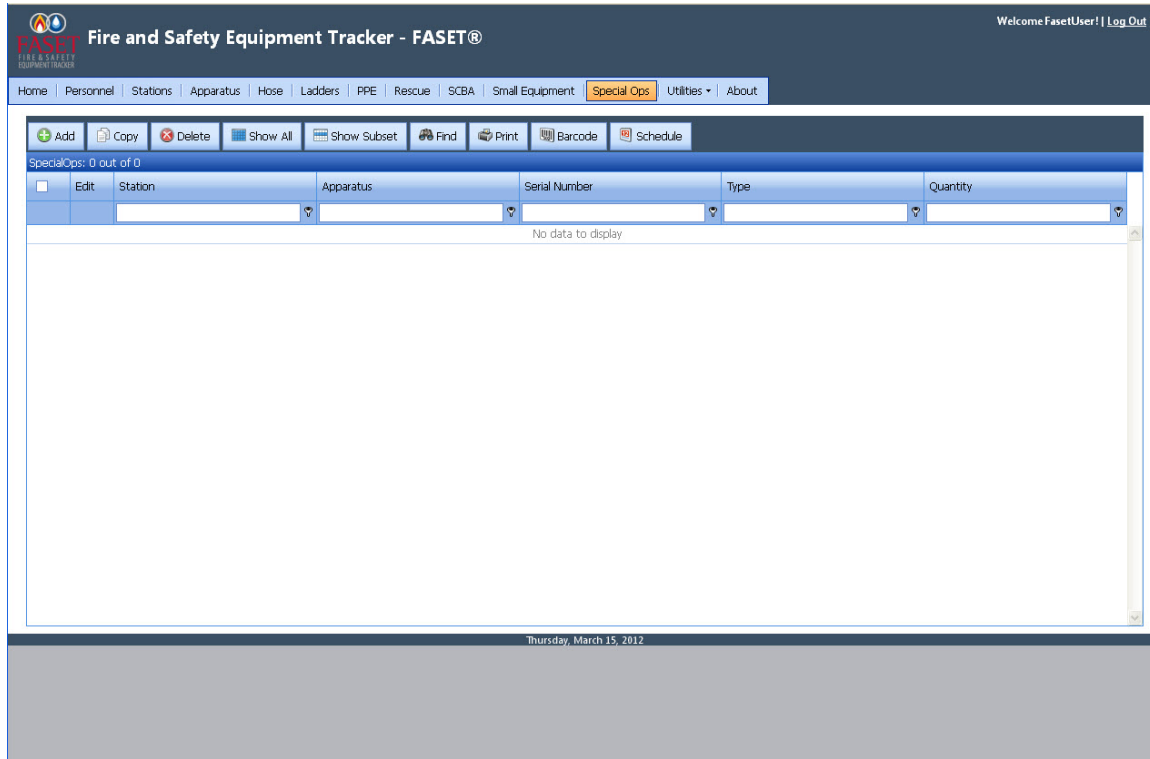 Welcome FasetUser! | Log Out
FASET
FIRE & SAFETY
EQUIPMENT TRACKER
Fire and Safety Equipment Tracker - FASET®
Home | Personnel | Stations | Apparatus | Hose | Ladders | PPE | Rescue | SCBA | Small Equipment | Special Ops | Utilities | About
Add Copy Delete Show All Show Subset Find Print Barcode Schedule
SpecialOps: 0 out of 0
Edit Station Apparatus Serial Number Type Quantity
No data to display
Thursday, March 15, 2012